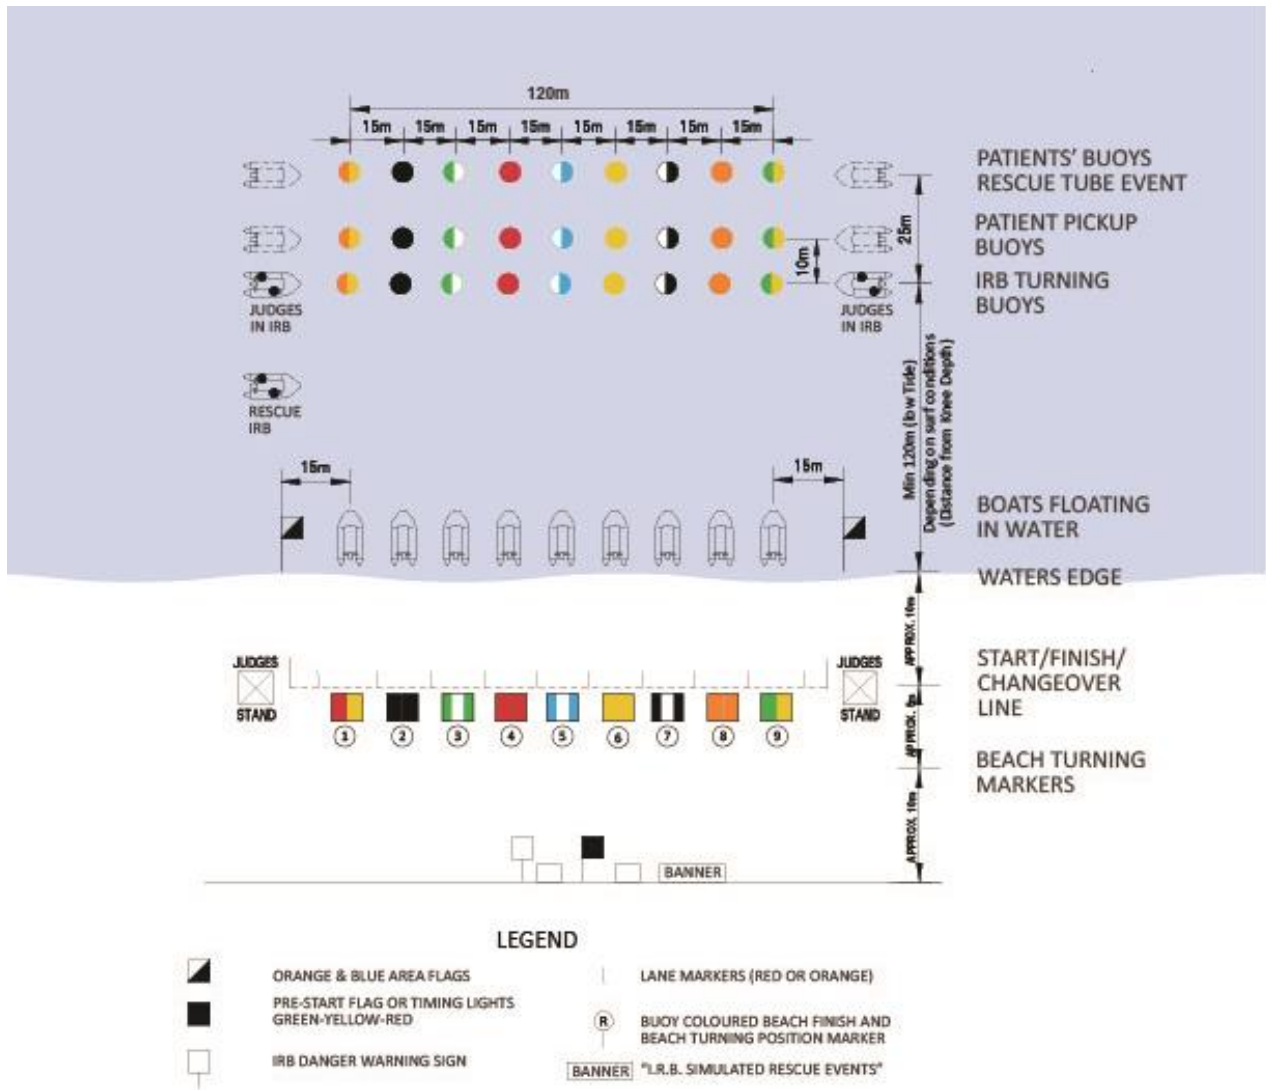 120m
15m 15m 15m 15m 15m 15m 15m 15m
PATIENTS' BUOYS
RESCUE TUBE EVENT
25m
PATIENT PICKUP
BUOYS
10m
IRB TURNING
BUOYS
JUDGES
IN IRB
JUDGES
IN IRB
RESCUE
IRB
Min 120m (low Tide)
Depending on surf conditions
(Distance from Knee Depth)
15m
15m
BOATS FLOATING
IN WATER
WATERS EDGE
APPROX. 10m
JUDGES
STAND
JUDGES
STAND
START/FINISH/
CHANGEOVER
LINE
1 2 3 4 5 6 7 8 9
APPROX.
BEACH TURNING
MARKERS
APPROX. 10m
BANNER
LEGEND
ORANGE & BLUE AREA FLAGS
PRE-START FLAG OR TIMING LIGHTS
GREEN-YELLOW-RED
IRB DANGER WARNING SIGN
LANE MARKERS (RED OR ORANGE)
R BUOY COLOURED BEACH FINISH AND
BEACH TURNING POSITION MARKER
BANNER "I.R.B. SIMULATED RESCUE EVENTS"